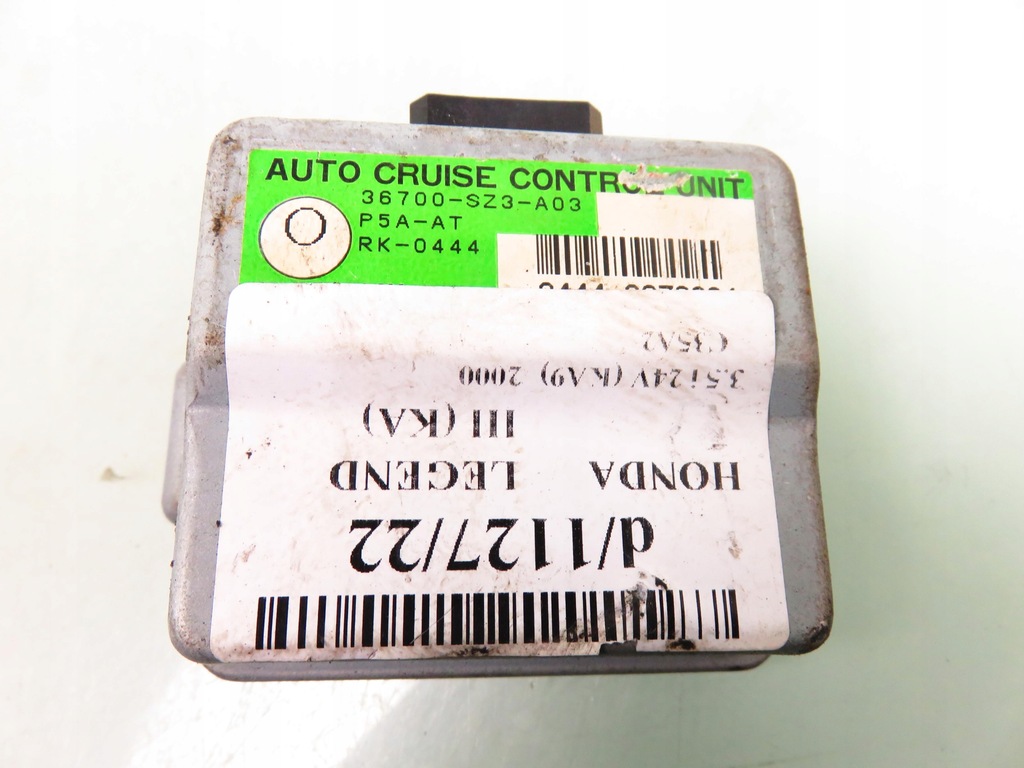 AUTO CRUISE CONTROL UNIT
36700-SZ3-A03
P5A-AT
RK-0444
d/1127/22
HONDA LEGEND
III (KA)
3.5 i 24V (KA9) 2000
C35A2